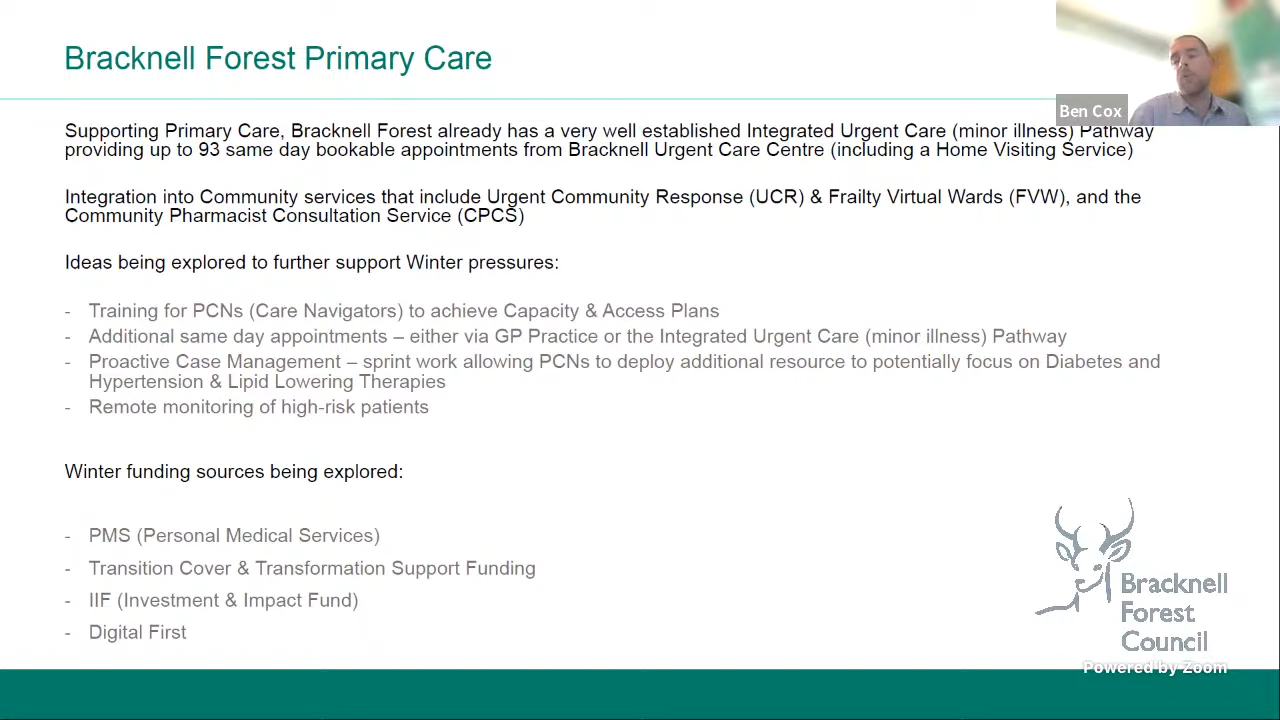 Bracknell Forest Primary Care
Ben Cox
Supporting Primary Care, Bracknell Forest already has a very well established Integrated Urgent Care (minor illness) Pathway
providing up to 93 same day bookable appointments from Bracknell Urgent Care Centre (including a Home Visiting Service)
Integration into Community services that include Urgent Community Response (UCR) & Frailty Virtual Wards (FVW), and the
Community Pharmacist Consultation Service (CPCS)
Ideas being explored to further support Winter pressures:
- Training for PCNs (Care Navigators) to achieve Capacity & Access Plans
- Additional same day appointments – either via GP Practice or the Integrated Urgent Care (minor illness) Pathway
- Proactive Case Management – sprint work allowing PCNs to deploy additional resource to potentially focus on Diabetes and
Hypertension & Lipid Lowering Therapies
- Remote monitoring of high-risk patients
Winter funding sources being explored:
- PMS (Personal Medical Services)
- Transition Cover & Transformation Support Funding
- IIF (Investment & Impact Fund)
- Digital First
Bracknell
Forest
Council
Powered by Zoom